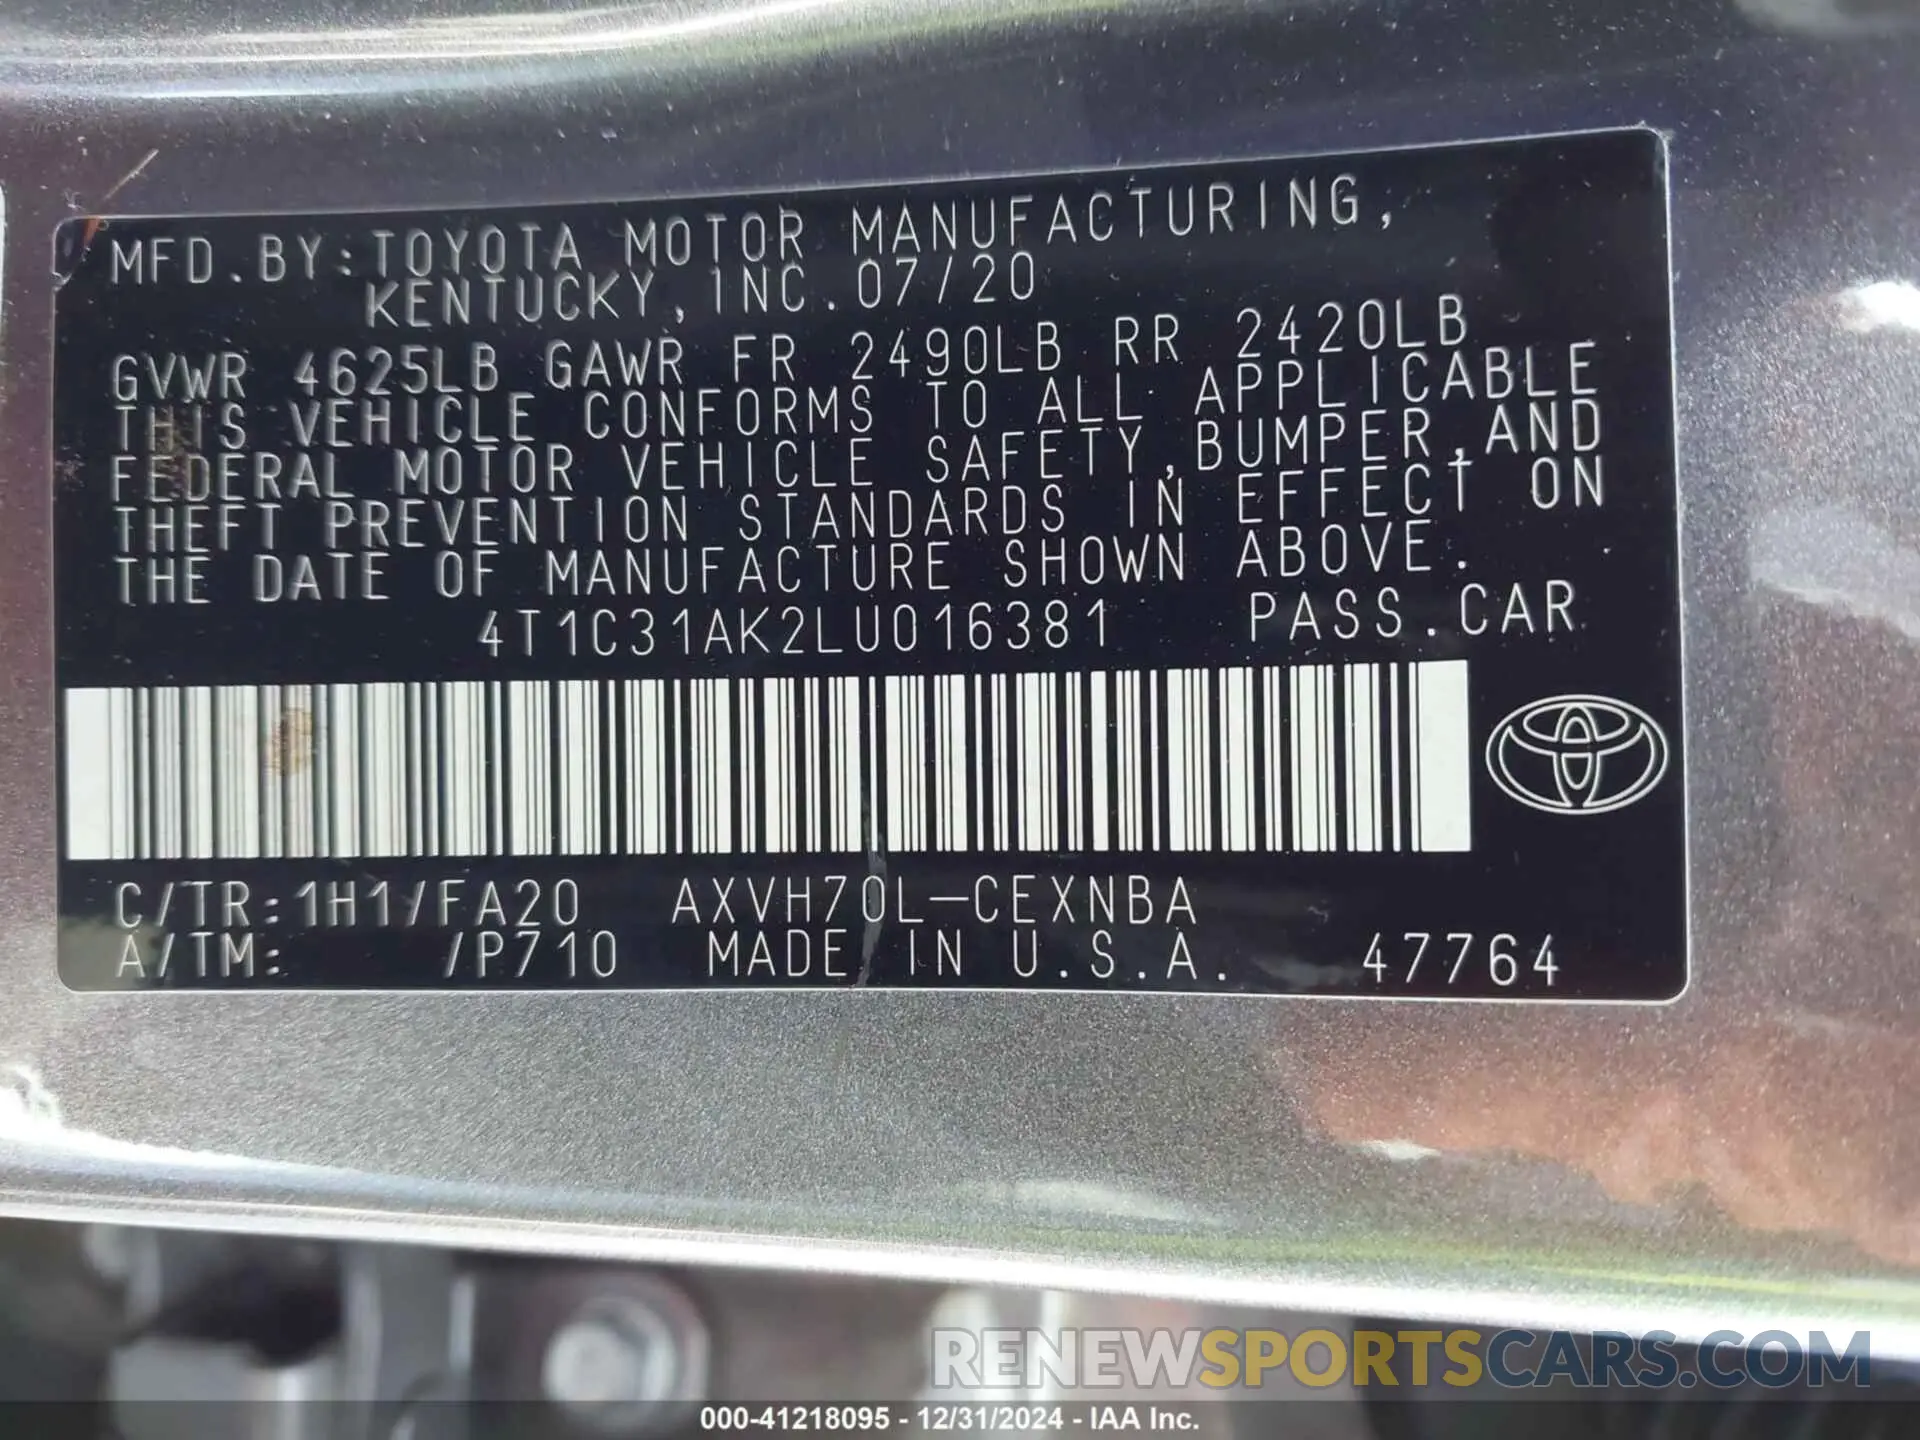 MFD.BY:TOYOTA MOTOR MANUFACTURING,
KENTUCKY, INC. 07/20
GVWR 4625LB GAWR FR 2490LB RR 2420LB
THIS VEHICLE CONFORMS TO ALL APPLICABLE
FEDERAL MOTOR VEHICLE SAFETY, BUMPER, AND
THEFT PREVENTION STANDARDS IN EFFECT ON
THE DATE OF MANUFACTURE SHOWN ABOVE.
4T1C31AK2LU016381 PASS.CAR
C/TR:1H1/FA20 AXVH70L-CEXNBA
A/TM: /P710 MADE IN U.S.A. 47764
RENEWSPORTSCARS.COM
000-41218095 - 12/31/2024 - IAA Inc.